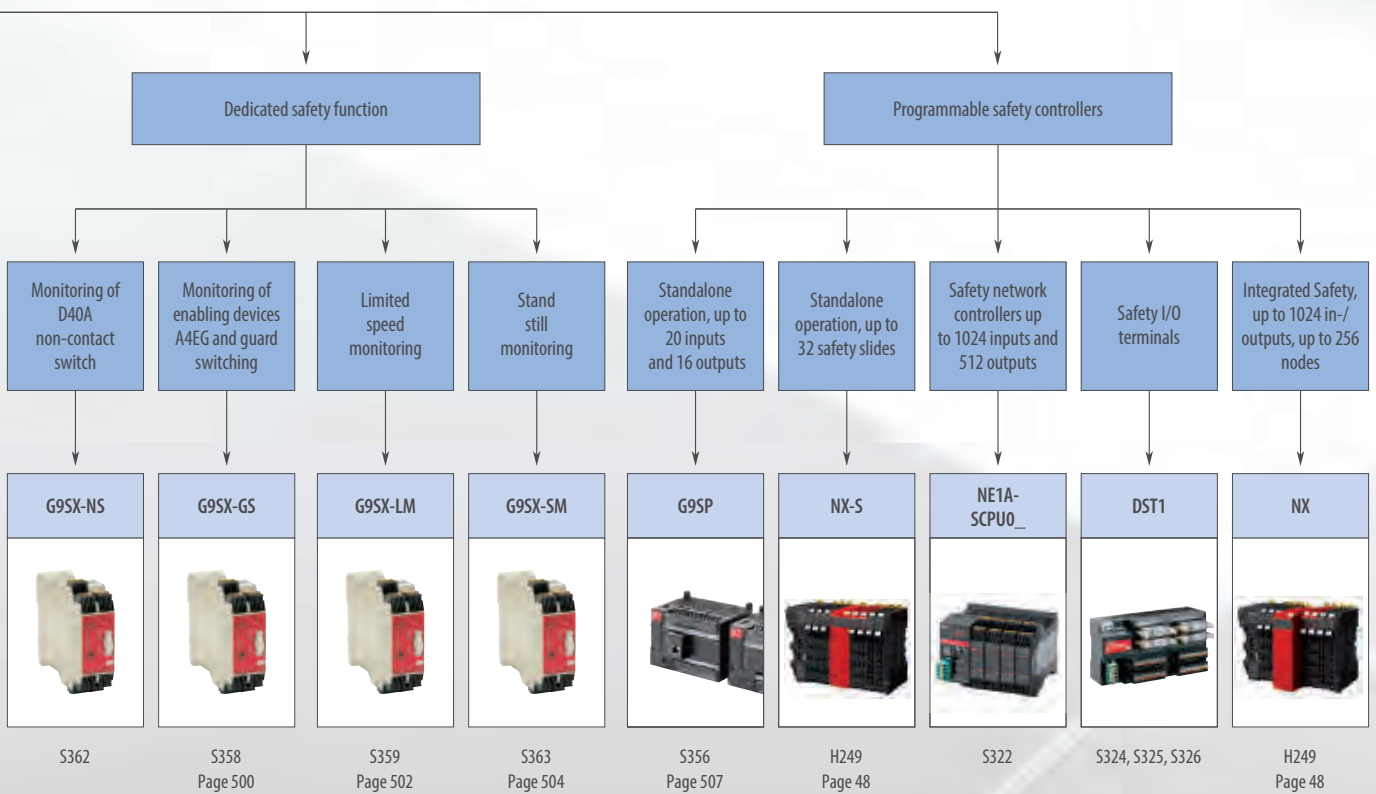 Dedicated safety function
Programmable safety controllers
Monitoring of
D40A
non-contact
switch
Monitoring of
enabling devices
A4EG and guard
switching
Limited
speed
monitoring
Stand
still
monitoring
Standalone
operation, up to
20 inputs
and 16 outputs
Standalone
operation, up to
32 safety slides
Safety network
controllers up
to 1024 inputs and
512 outputs
Safety I/O
terminals
Integrated Safety,
up to 1024 in-/
outputs, up to 256
nodes
G9SX-NS
G9SX-GS
G9SX-LM
G9SX-SM
G9SP
NX-S
NE1A-
SCPU0_
DST1
NX
S362
S358
Page 500
S359
Page 502
S363
Page 504
S356
Page 507
H249
Page 48
S322
S324, S325, S326
H249
Page 48